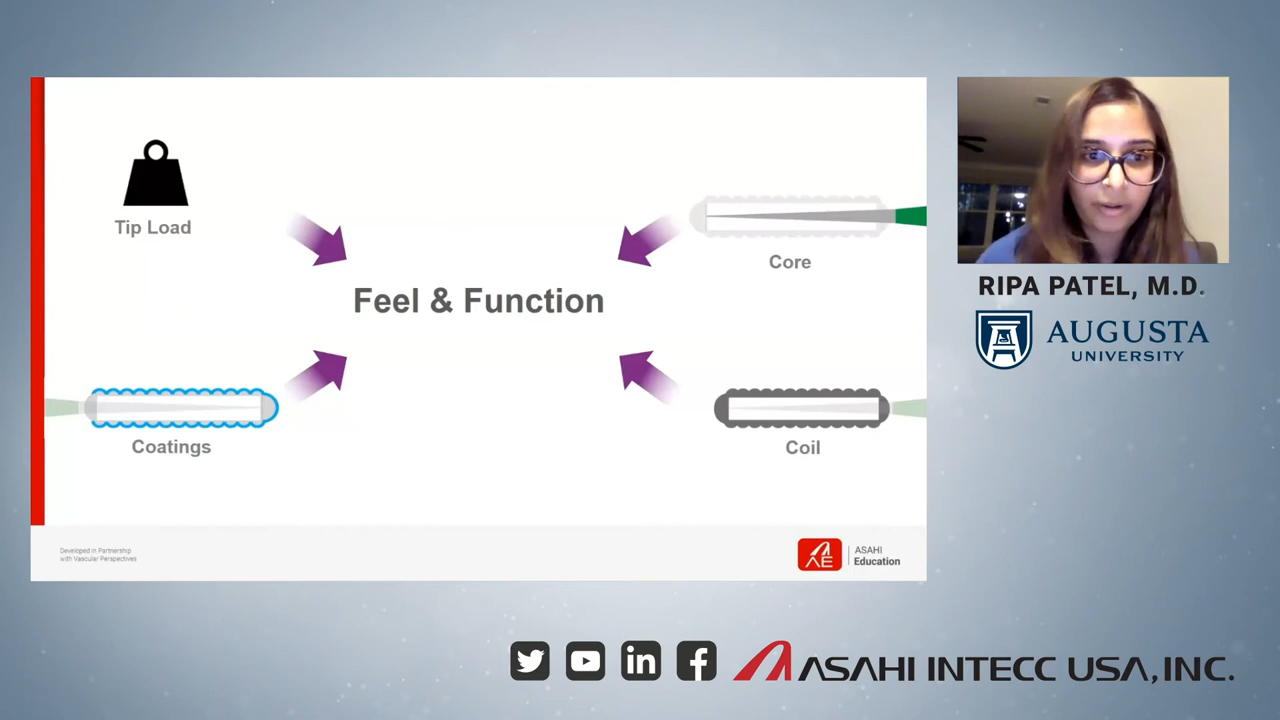 Tip Load
Core
Feel & Function
Coatings
Coil
Developed in Partnership
with Vascular Perspectives
ASAHI
Education
RIPA PATEL, M.D.
AUGUSTA
UNIVERSITY
ASAHI INTECC USA, INC.